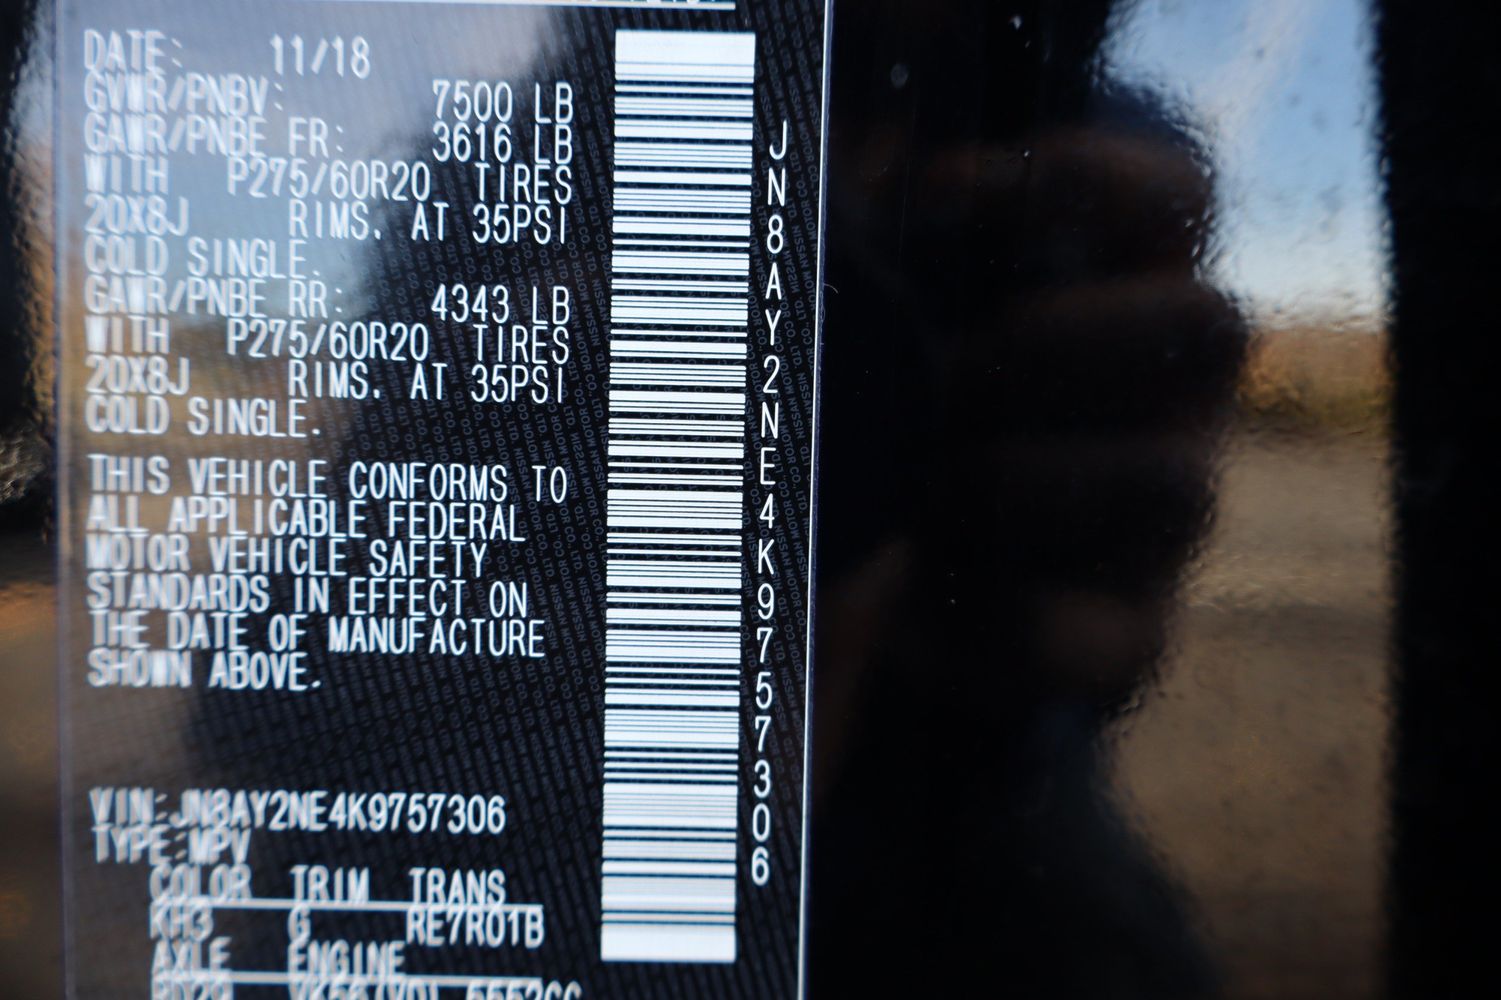 DATE: 11/18
GVWR/PNBV: 7500 LB
GAWR/PNBE FR: 3616 LB
WITH P275/60R20 TIRES
20X8J RIMS. AT 35PSI
COLD SINGLE.
GAWR/PNBE RR: 4343 LB
WITH P275/60R20 TIRES
20X8J RIMS. AT 35PSI
COLD SINGLE.
THIS VEHICLE CONFORMS TO
ALL APPLICABLE FEDERAL
MOTOR VEHICLE SAFETY
STANDARDS IN EFFECT ON
THE DATE OF MANUFACTURE
SHOWN ABOVE.
VIN:JN8AY2NE4K9757306
TYPE:MPV
COLOR TRIM TRANS
KH3 G RE7R01B
AXLE ENGINE
JN8AY2NE4K9757306